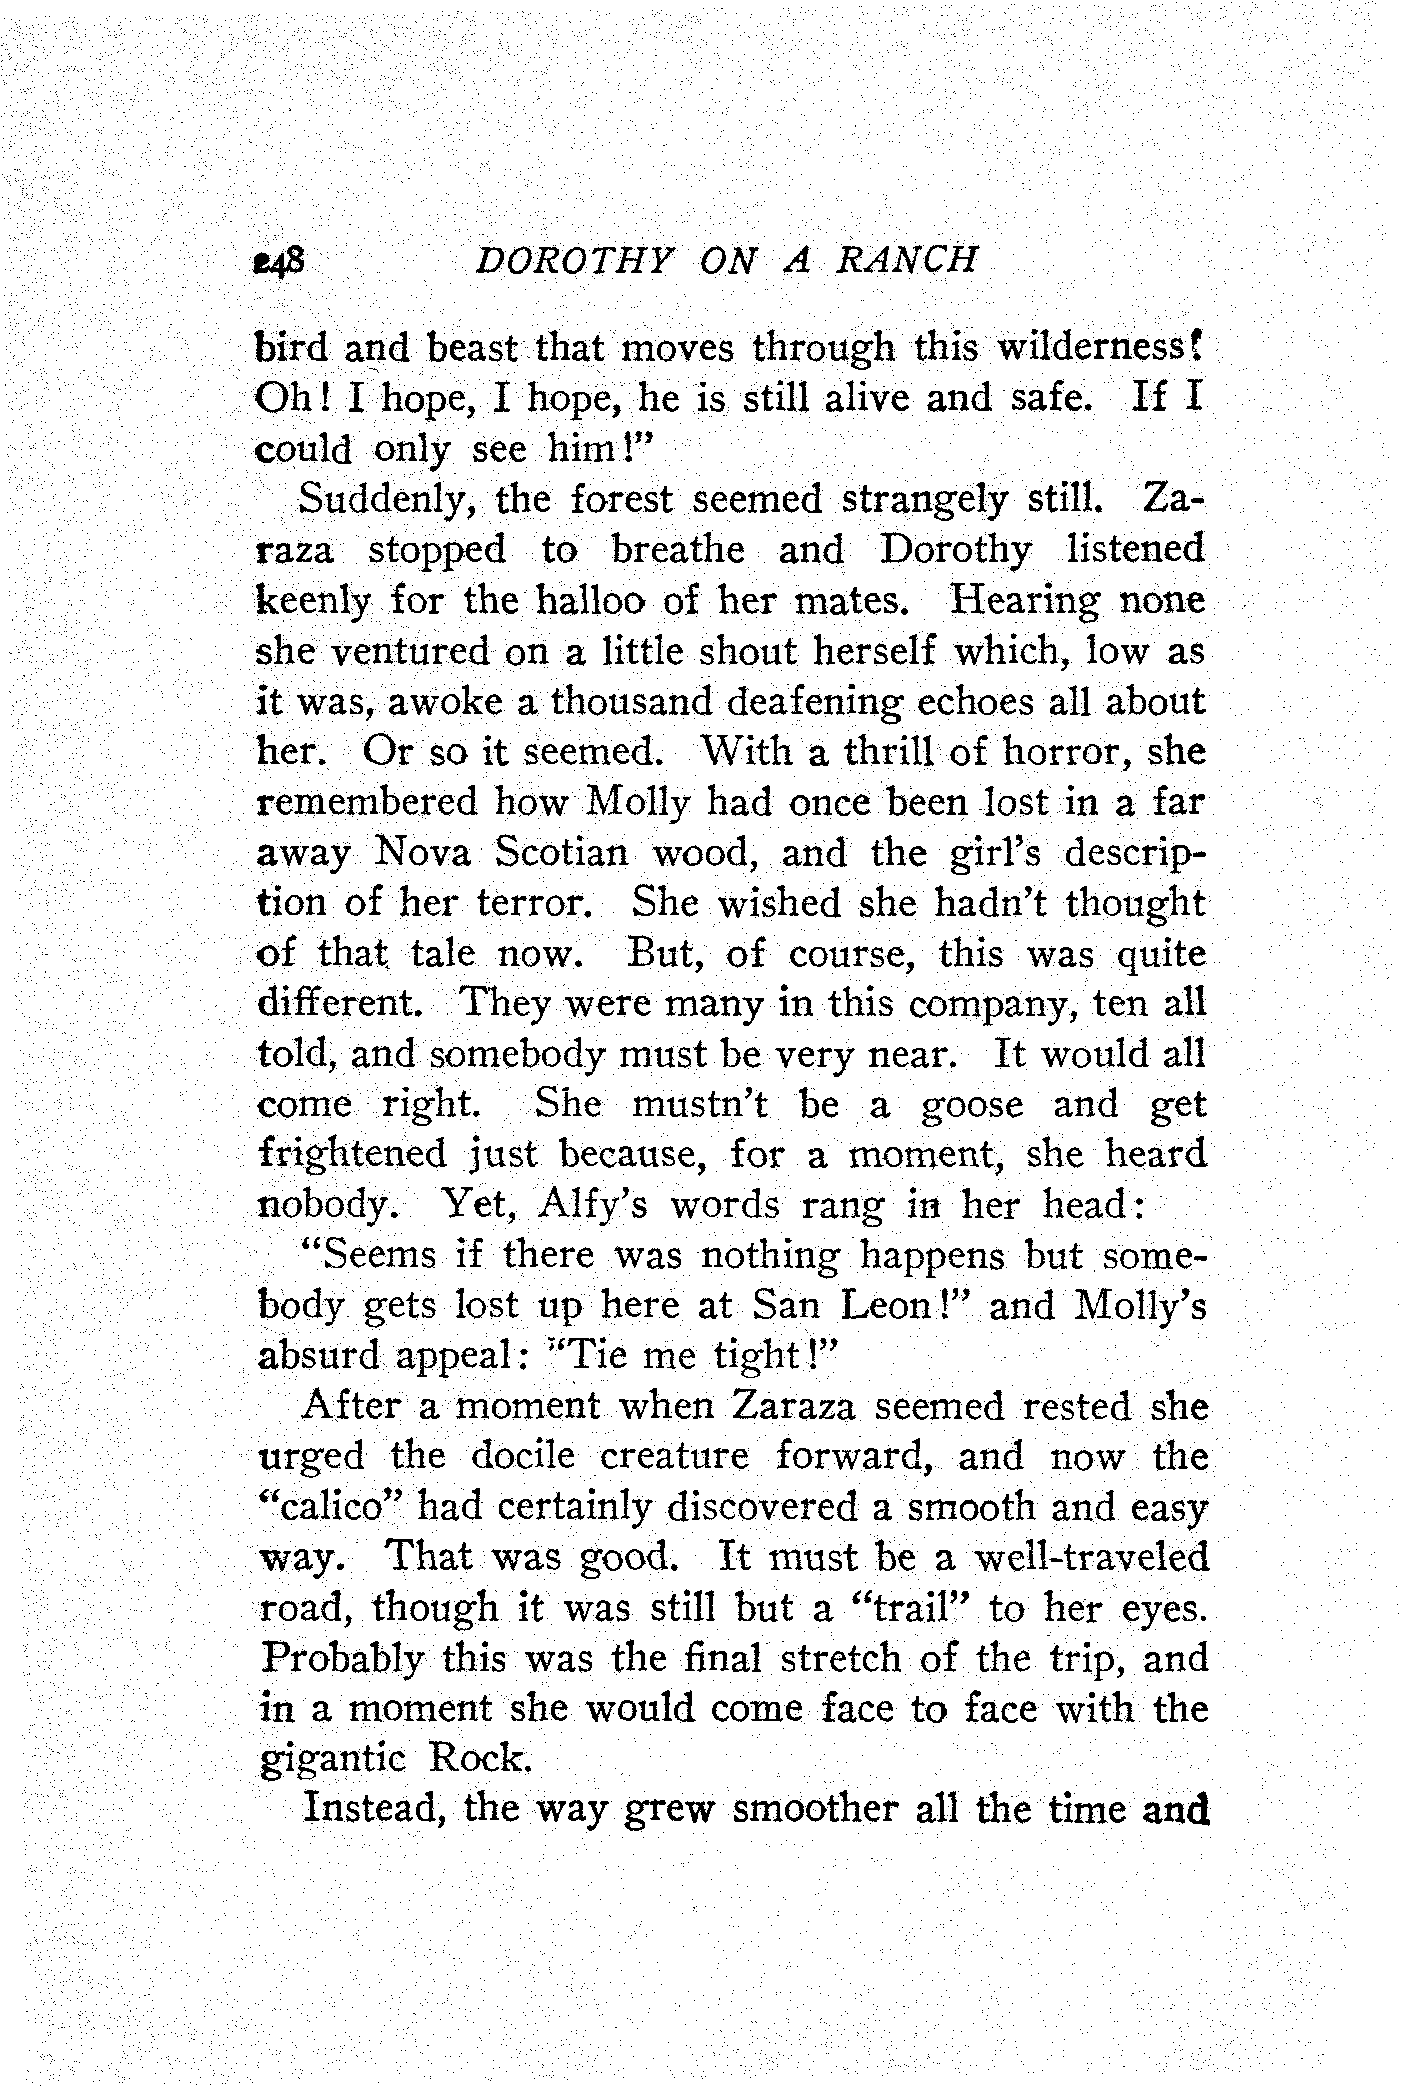 248 DOROTHY ON A RANCH
bird and beast that moves through this wilderness!
Oh! I hope, I hope, he is still alive and safe. If I
could only see him!”
Suddenly, the forest seemed strangely still. Za-
raza stopped to breathe and Dorothy listened
keenly for the halloo of her mates. Hearing none
she ventured on a little shout herself which, low as
it was, awoke a thousand deafening echoes all about
her. Or so it seemed. With a thrill of horror, she
remembered how Molly had once been lost in a far
away Nova Scotian wood, and the girl’s descrip-
tion of her terror. She wished she hadn’t thought
of that tale now. But, of course, this was quite
different. They were many in this company, ten all
told, and somebody must be very near. It would all
come right. She mustn’t be a goose and get
frightened just because, for a moment, she heard
nobody. Yet, Alfy’s words rang in her head:
“Seems if there was nothing happens but some-
body gets lost up here at San Leon!” and Molly’s
absurd appeal: “Tie me tight!”
After a moment when Zaraza seemed rested she
urged the docile creature forward, and now the
“calico” had certainly discovered a smooth and easy
way. That was good. It must be a well-traveled
road, though it was still but a “trail” to her eyes.
Probably this was the final stretch of the trip, and
in a moment she would come face to face with the
gigantic Rock.
Instead, the way grew smoother all the time and